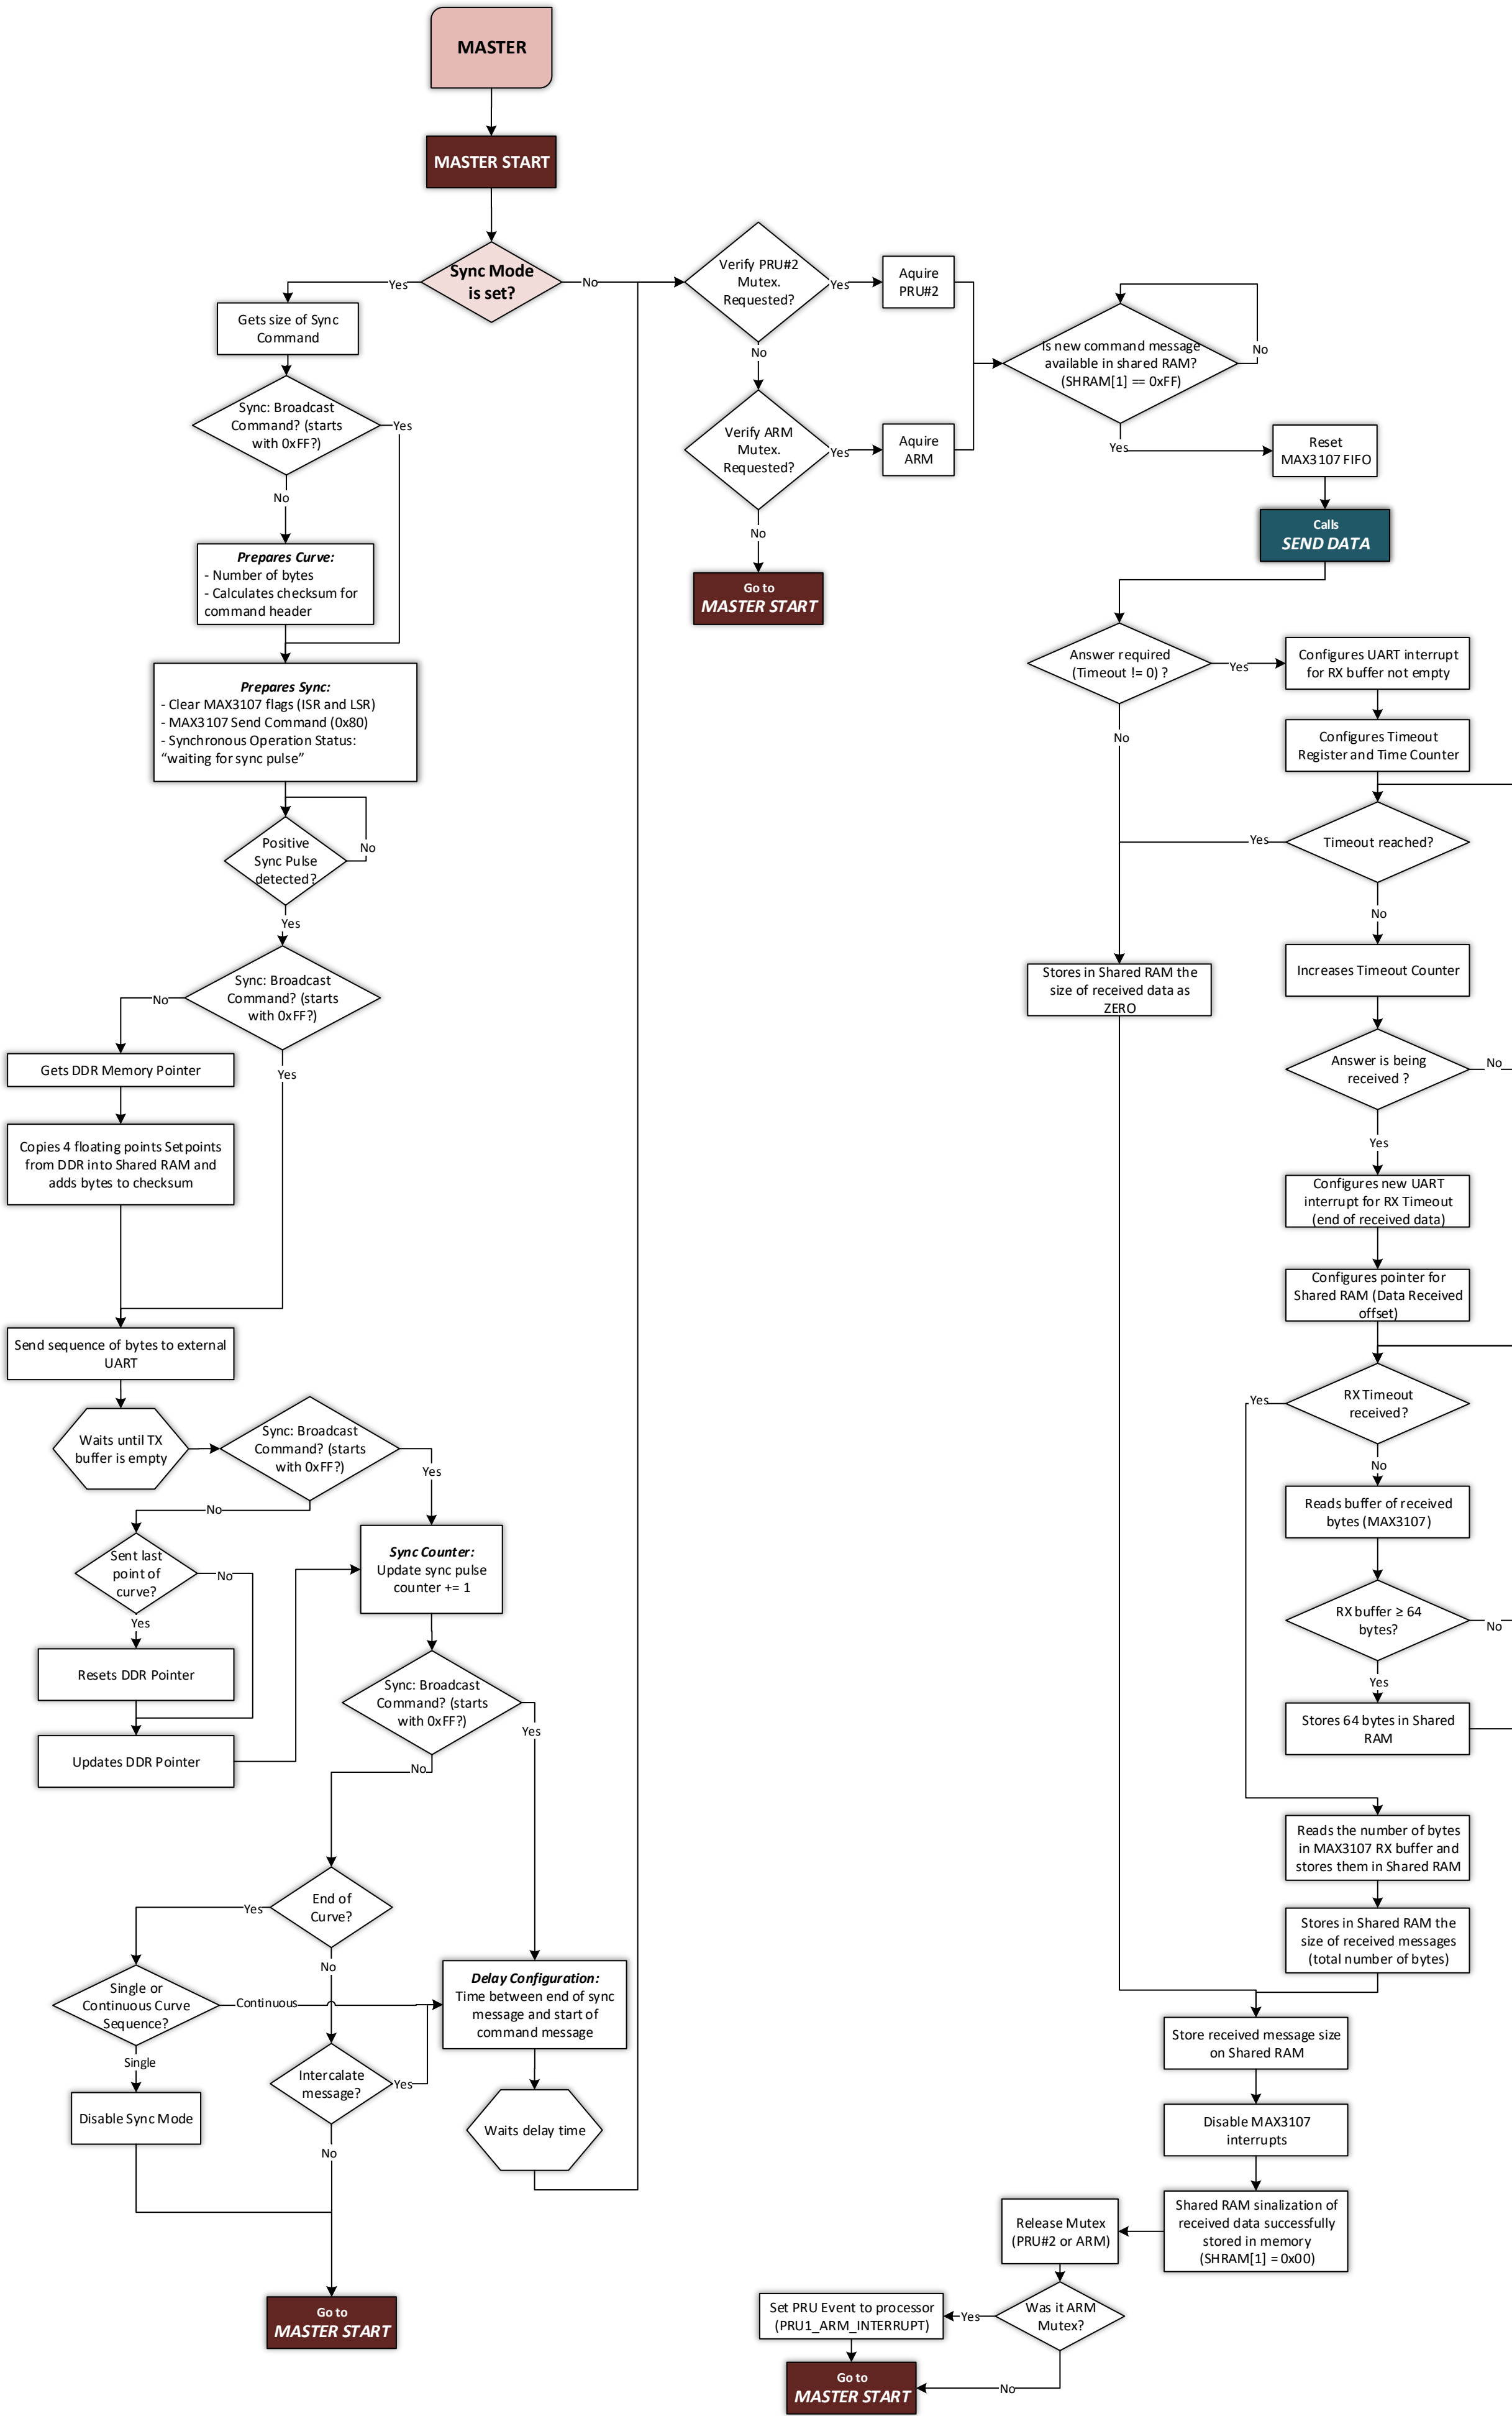 MASTER
MASTER START
Sync Mode
is set?
Yes
No
Gets size of Sync
Command
Sync: Broadcast
Command? (starts
with 0xFF?)
Yes
No
Prepares Curve:
- Number of bytes
- Calculates checksum for
command header
Prepares Sync:
- Clear MAX3107 flags (ISR and LSR)
- MAX3107 Send Command (0x80)
- Synchronous Operation Status:
“waiting for sync pulse”
Positive
Sync Pulse
detected?
No
Yes
Sync: Broadcast
Command? (starts
with 0xFF?)
No
Yes
Gets DDR Memory Pointer
Copies 4 floating points Setpoints
from DDR into Shared RAM and
adds bytes to checksum
Send sequence of bytes to external
UART
Waits until TX
buffer is empty
Sync: Broadcast
Command? (starts
with 0xFF?)
Yes
No
Sent last
point of
curve?
No
Yes
Resets DDR Pointer
Updates DDR Pointer
Sync Counter:
Update sync pulse
counter += 1
Sync: Broadcast
Command? (starts
with 0xFF?)
Yes
No
End of
Curve?
Yes
No
Single or
Continuous Curve
Sequence?
Continuous
Single
Disable Sync Mode
Intercalate
message?
Yes
No
Delay Configuration:
Time between end of sync
message and start of
command message
Waits delay time
Go to
MASTER START
Verify PRU#2
Mutex.
Requested?
Yes
No
Aquire
PRU#2
Verify ARM
Mutex.
Requested?
Yes
No
Aquire
ARM
Go to
MASTER START
Is new command message
available in shared RAM?
(SHRAM[1] == 0xFF)
No
Yes
Reset
MAX3107 FIFO
Calls
SEND DATA
Answer required
(Timeout != 0) ?
Yes
No
Configures UART interrupt
for RX buffer not empty
Configures Timeout
Register and Time Counter
Timeout reached?
Yes
No
Stores in Shared RAM the
size of received data as
ZERO
Increases Timeout Counter
Answer is being
received ?
No
Yes
Configures new UART
interrupt for RX Timeout
(end of received data)
Configures pointer for
Shared RAM (Data Received
offset)
RX Timeout
received?
Yes
No
Reads buffer of received
bytes (MAX3107)
RX buffer ≥ 64
bytes?
No
Yes
Stores 64 bytes in Shared
RAM
Reads the number of bytes
in MAX3107 RX buffer and
stores them in Shared RAM
Stores in Shared RAM the
size of received messages
(total number of bytes)
Store received message size
on Shared RAM
Disable MAX3107
interrupts
Shared RAM sinalization of
received data successfully
stored in memory
(SHRAM[1] = 0x00)
Release Mutex
(PRU#2 or ARM)
Was it ARM
Mutex?
Yes
No
Set PRU Event to processor
(PRU1_ARM_INTERRUPT)
Go to
MASTER START